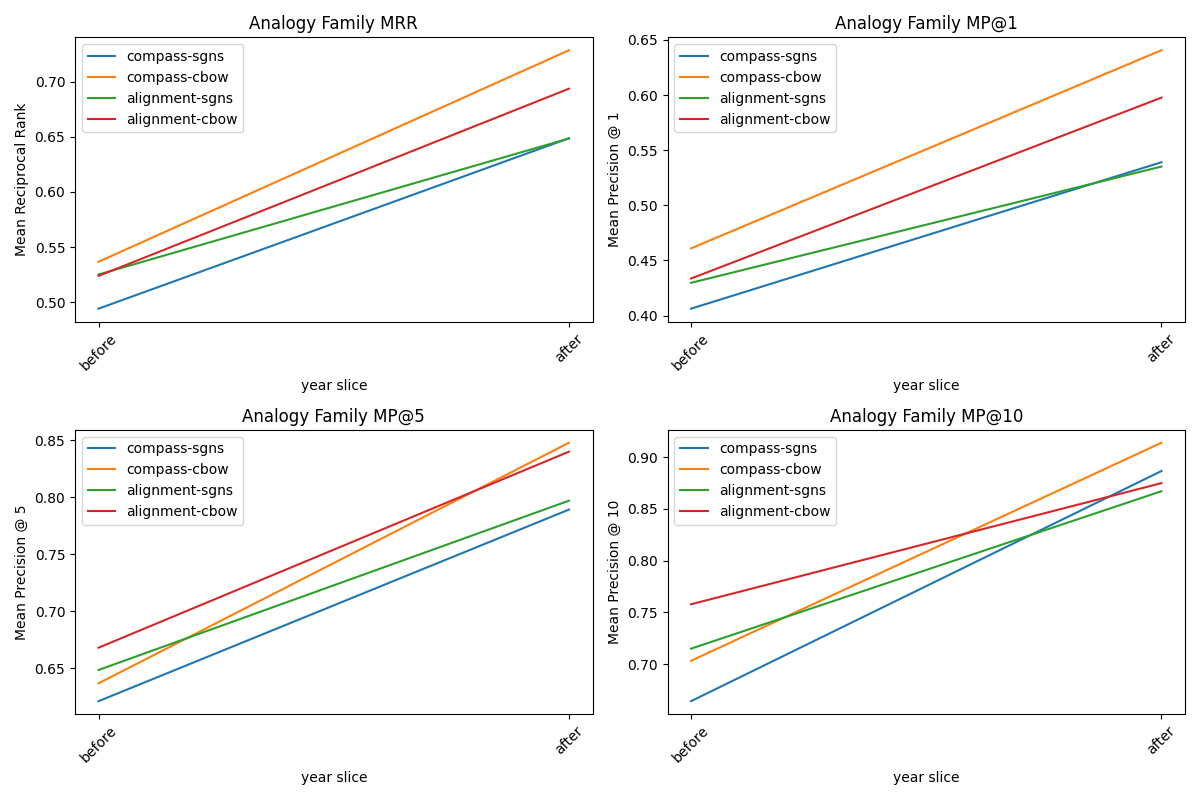 Analogy Family MRR
Mean Reciprocal Rank
0.70
0.65
0.60
0.55
0.50
compass-sgns
compass-cbow
alignment-sgns
alignment-cbow
before
after
year slice
Analogy Family MP@1
Mean Precision @ 1
0.65
0.60
0.55
0.50
0.45
0.40
compass-sgns
compass-cbow
alignment-sgns
alignment-cbow
before
after
year slice
Analogy Family MP@5
Mean Precision @ 5
0.85
0.80
0.75
0.70
0.65
compass-sgns
compass-cbow
alignment-sgns
alignment-cbow
before
after
year slice
Analogy Family MP@10
Mean Precision @ 10
0.90
0.85
0.80
0.75
0.70
compass-sgns
compass-cbow
alignment-sgns
alignment-cbow
before
after
year slice